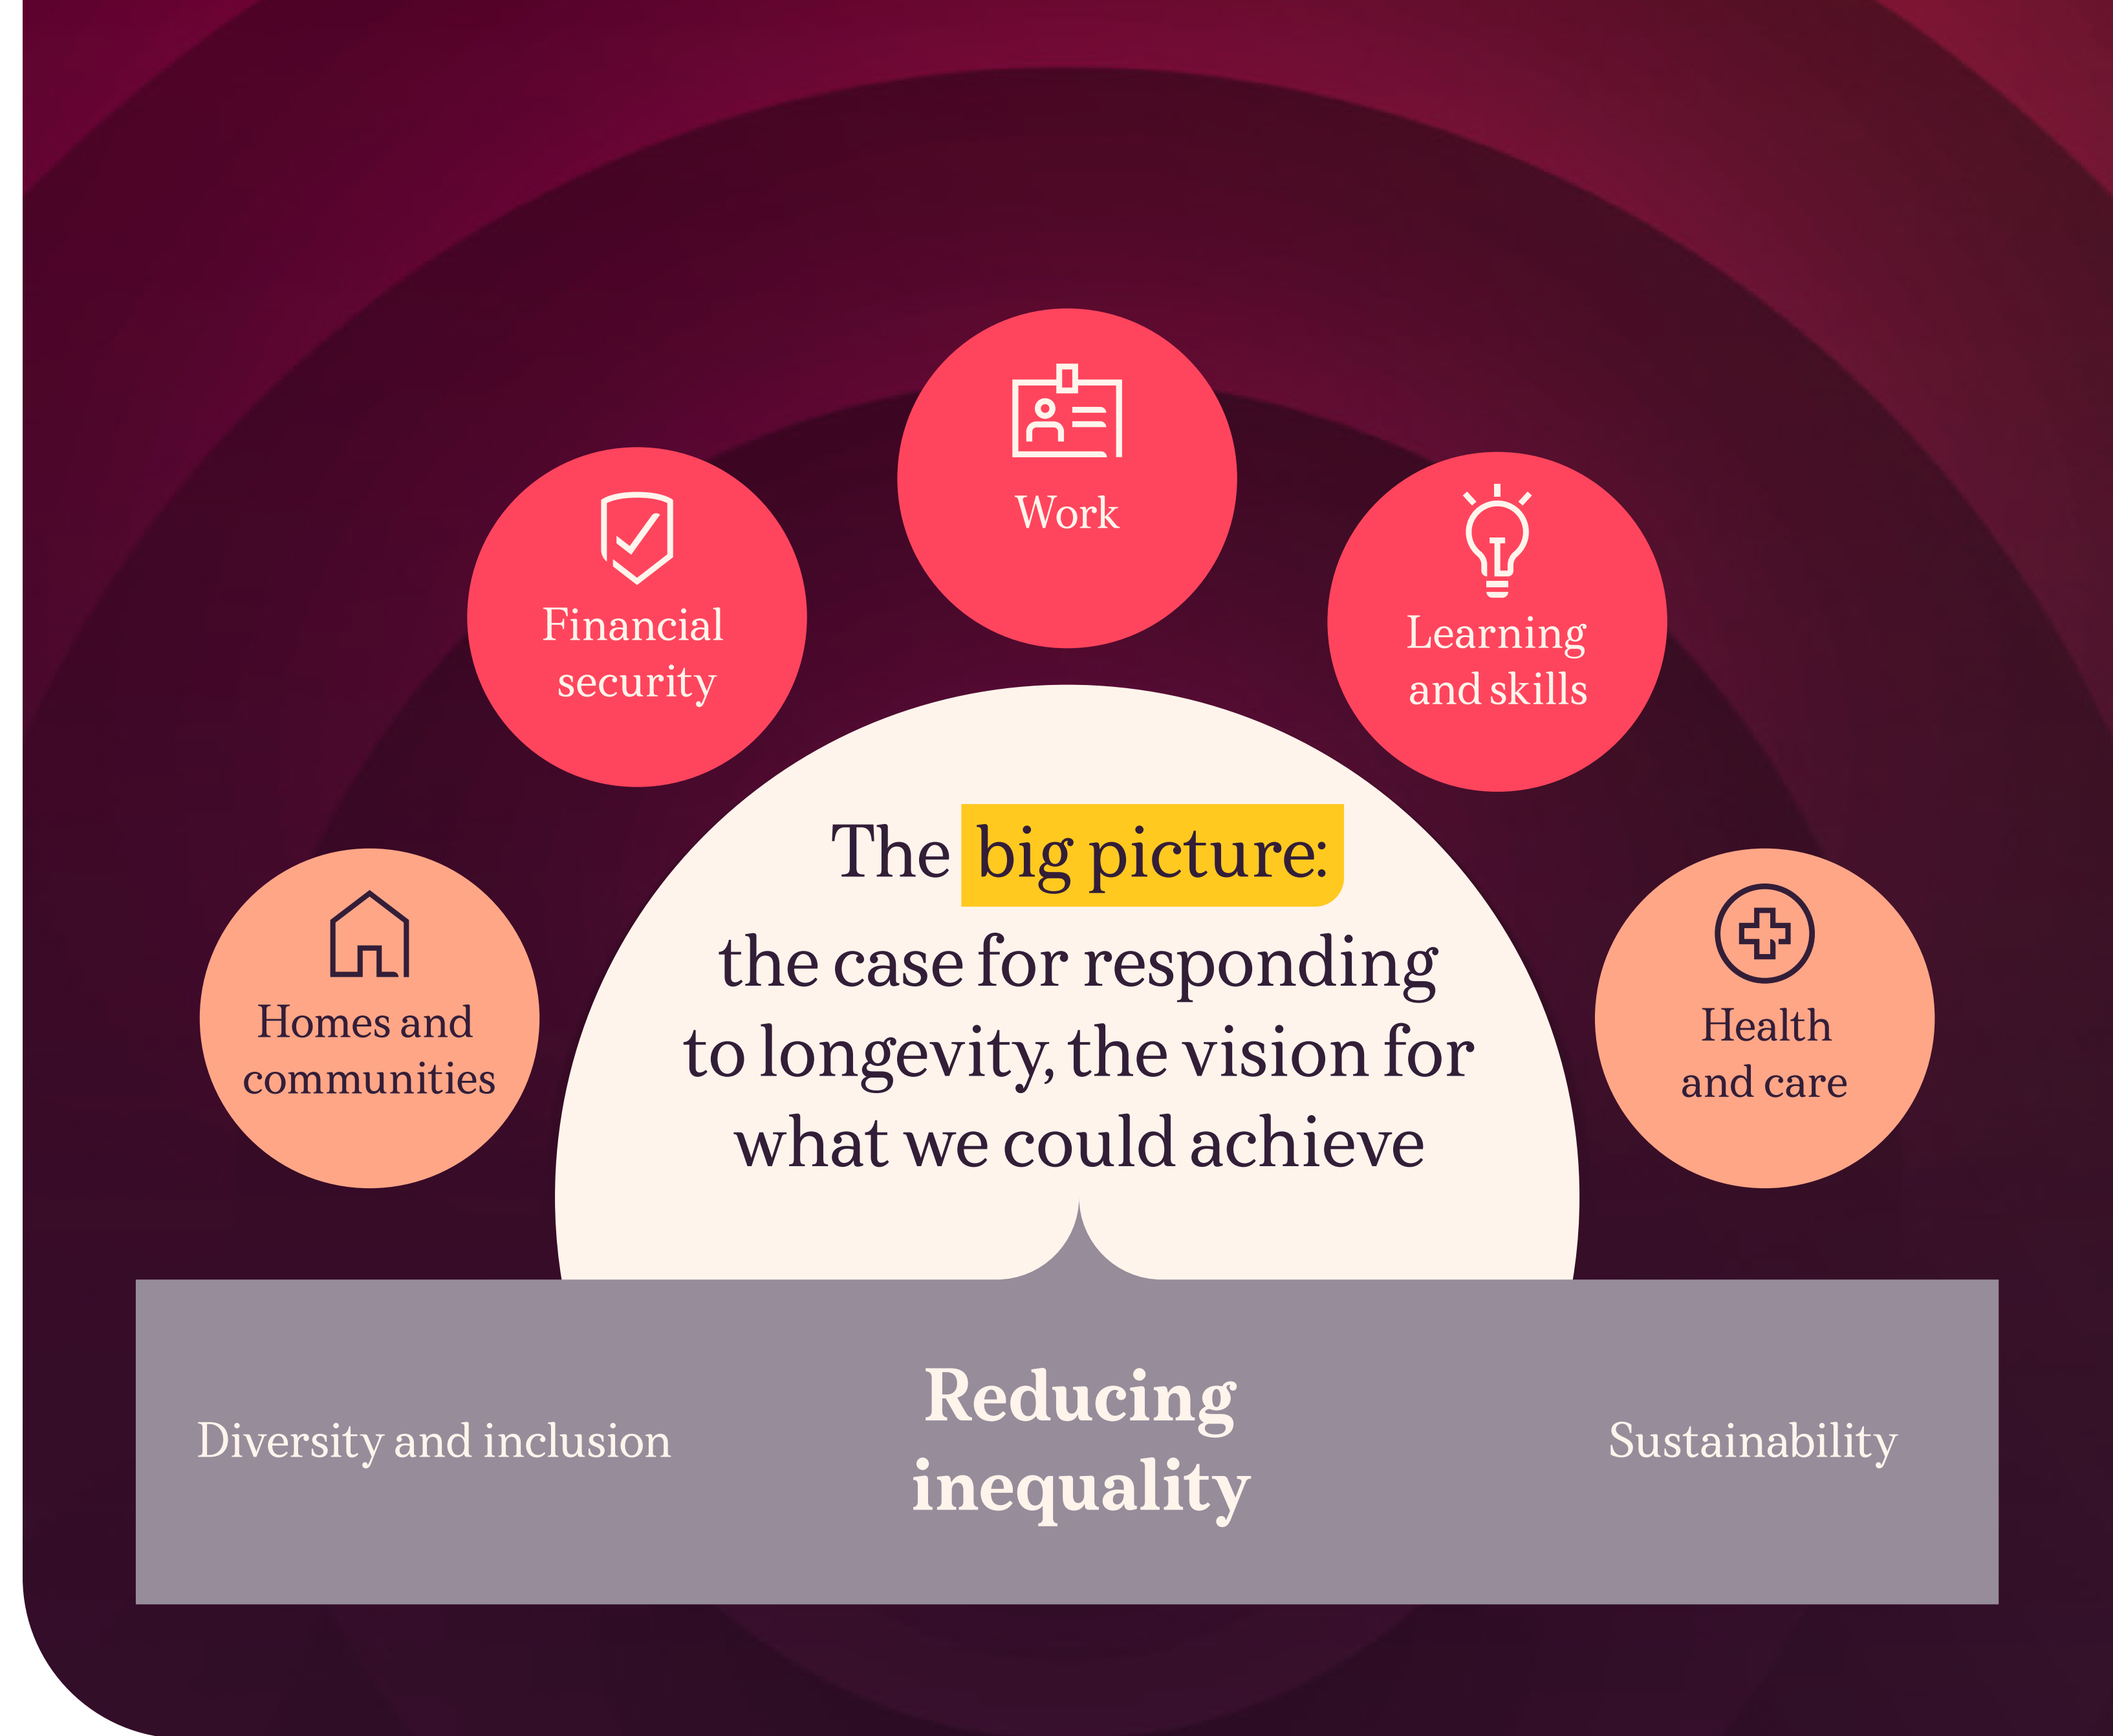 Work
Financial
security
Learning
and skills
The big picture:
the case for responding
to longevity, the vision for
what we could achieve
Homes and
communities
Health
and care
Diversity and inclusion
Reducing
inequality
Sustainability